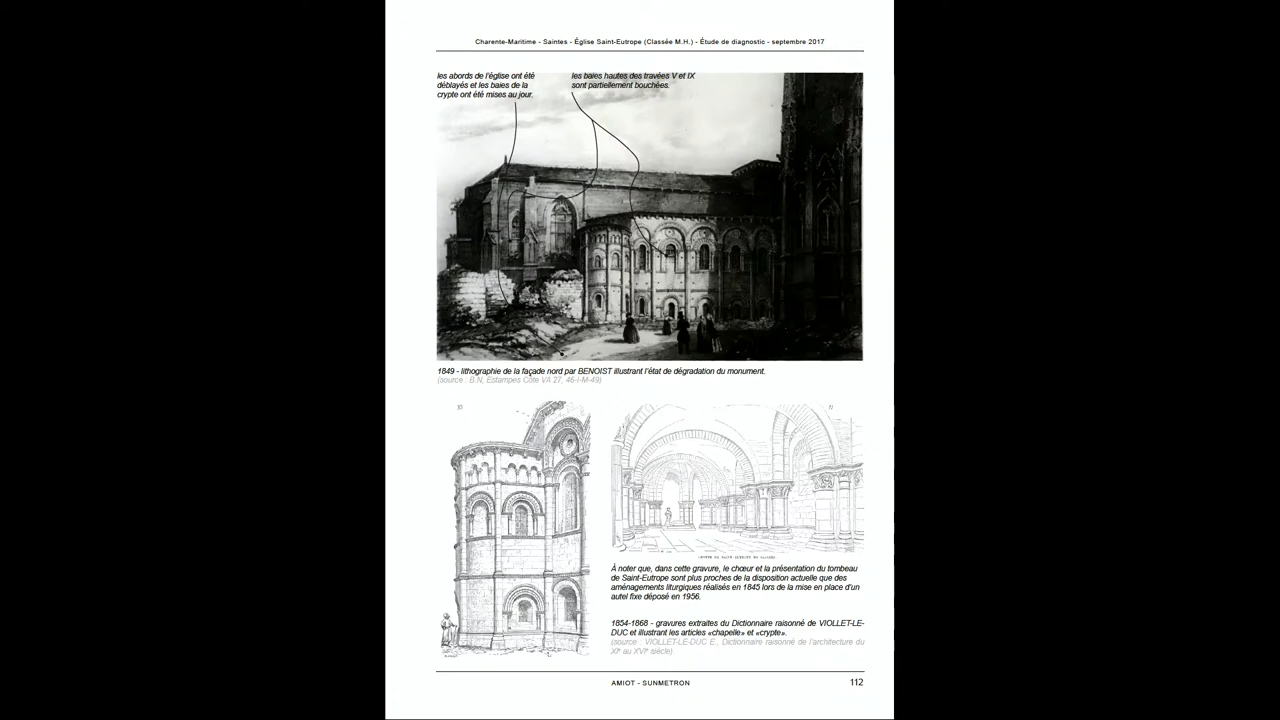 Charente-Maritime - Saintes - Église Saint-Eutrope (Classée M.H.) - Étude de diagnostic - septembre 2017
les abords de l'église ont été
déblayés et les baies de la
crypte ont été mises au jour.
les baies hautes des travées V et IX
sont partiellement bouchées.
1849 - lithographie de la façade nord par BENOIST illustrant l'état de dégradation du monument.
(source : B.N, Estampes Cote VA 27, 46-I-M-49)
CRYPTE DE SAINT EUTROPE DE SAINTES
À noter que, dans cette gravure, le chœur et la présentation du tombeau
de Saint-Eutrope sont plus proches de la disposition actuelle que des
aménagements liturgiques réalisés en 1845 lors de la mise en place d'un
autel fixe déposé en 1956.
1854-1868 - gravures extraites du Dictionnaire raisonné de VIOLLET-LE-
DUC et illustrant les articles «chapelle» et «crypte».
(source : VIOLLET-LE-DUC E., Dictionnaire raisonné de l'architecture du
XIe au XVIe siècle)
AMIOT - SUNMETRON
112